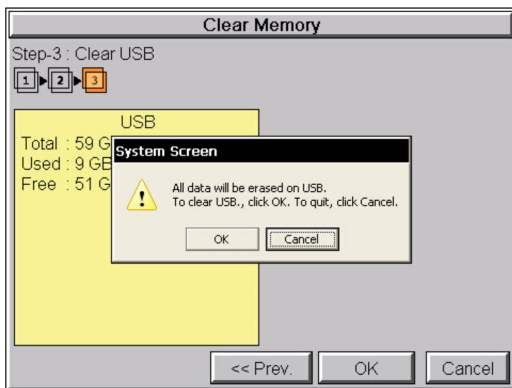 Clear Memory
Step-3 : Clear USB
1 2 3
USB
Total : 59 G
Used : 9 GB
Free : 51 G
System Screen
All data will be erased on USB.
To clear USB., click OK. To quit, click Cancel.
OK Cancel
<< Prev. OK Cancel